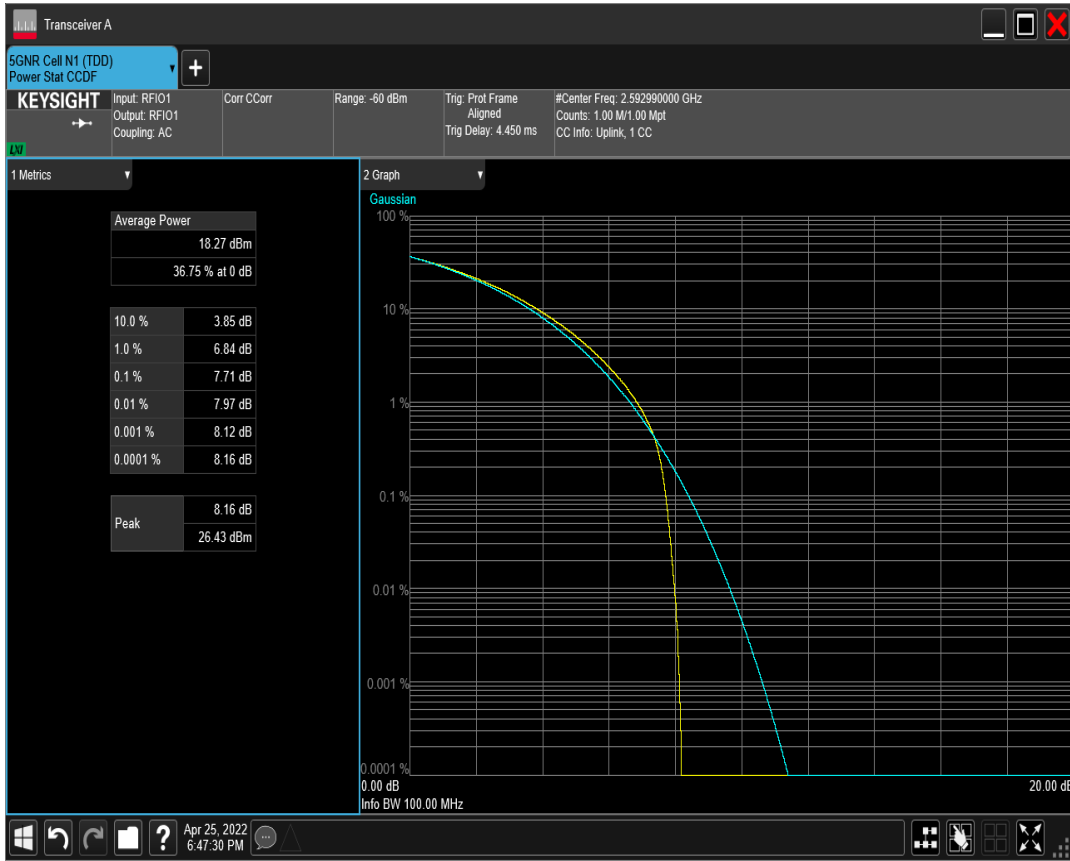 Transceiver A
5GNR Cell N1 (TDD)
Power Stat CCDF
+
KEYSIGHT
LXI
Input: RFIO1
Output: RFIO1
Coupling: AC
Corr CCorr
Range: -60 dBm
Trig: Prot Frame
Aligned
Trig Delay: 4.450 ms
#Center Freq: 2.592990000 GHz
Counts: 1.00 M/1.00 Mpt
CC Info: Uplink, 1 CC
1 Metrics
Average Power
18.27 dBm
36.75 % at 0 dB
10.0 % 3.85 dB
1.0 % 6.84 dB
0.1 % 7.71 dB
0.01 % 7.97 dB
0.001 % 8.12 dB
0.0001 % 8.16 dB
Peak 8.16 dB
26.43 dBm
2 Graph
Gaussian
100 %
10 %
1 %
0.1 %
0.01 %
0.001 %
0.0001 %
0.00 dB 20.00 dB
Info BW 100.00 MHz
?
Apr 25, 2022
6:47:30 PM